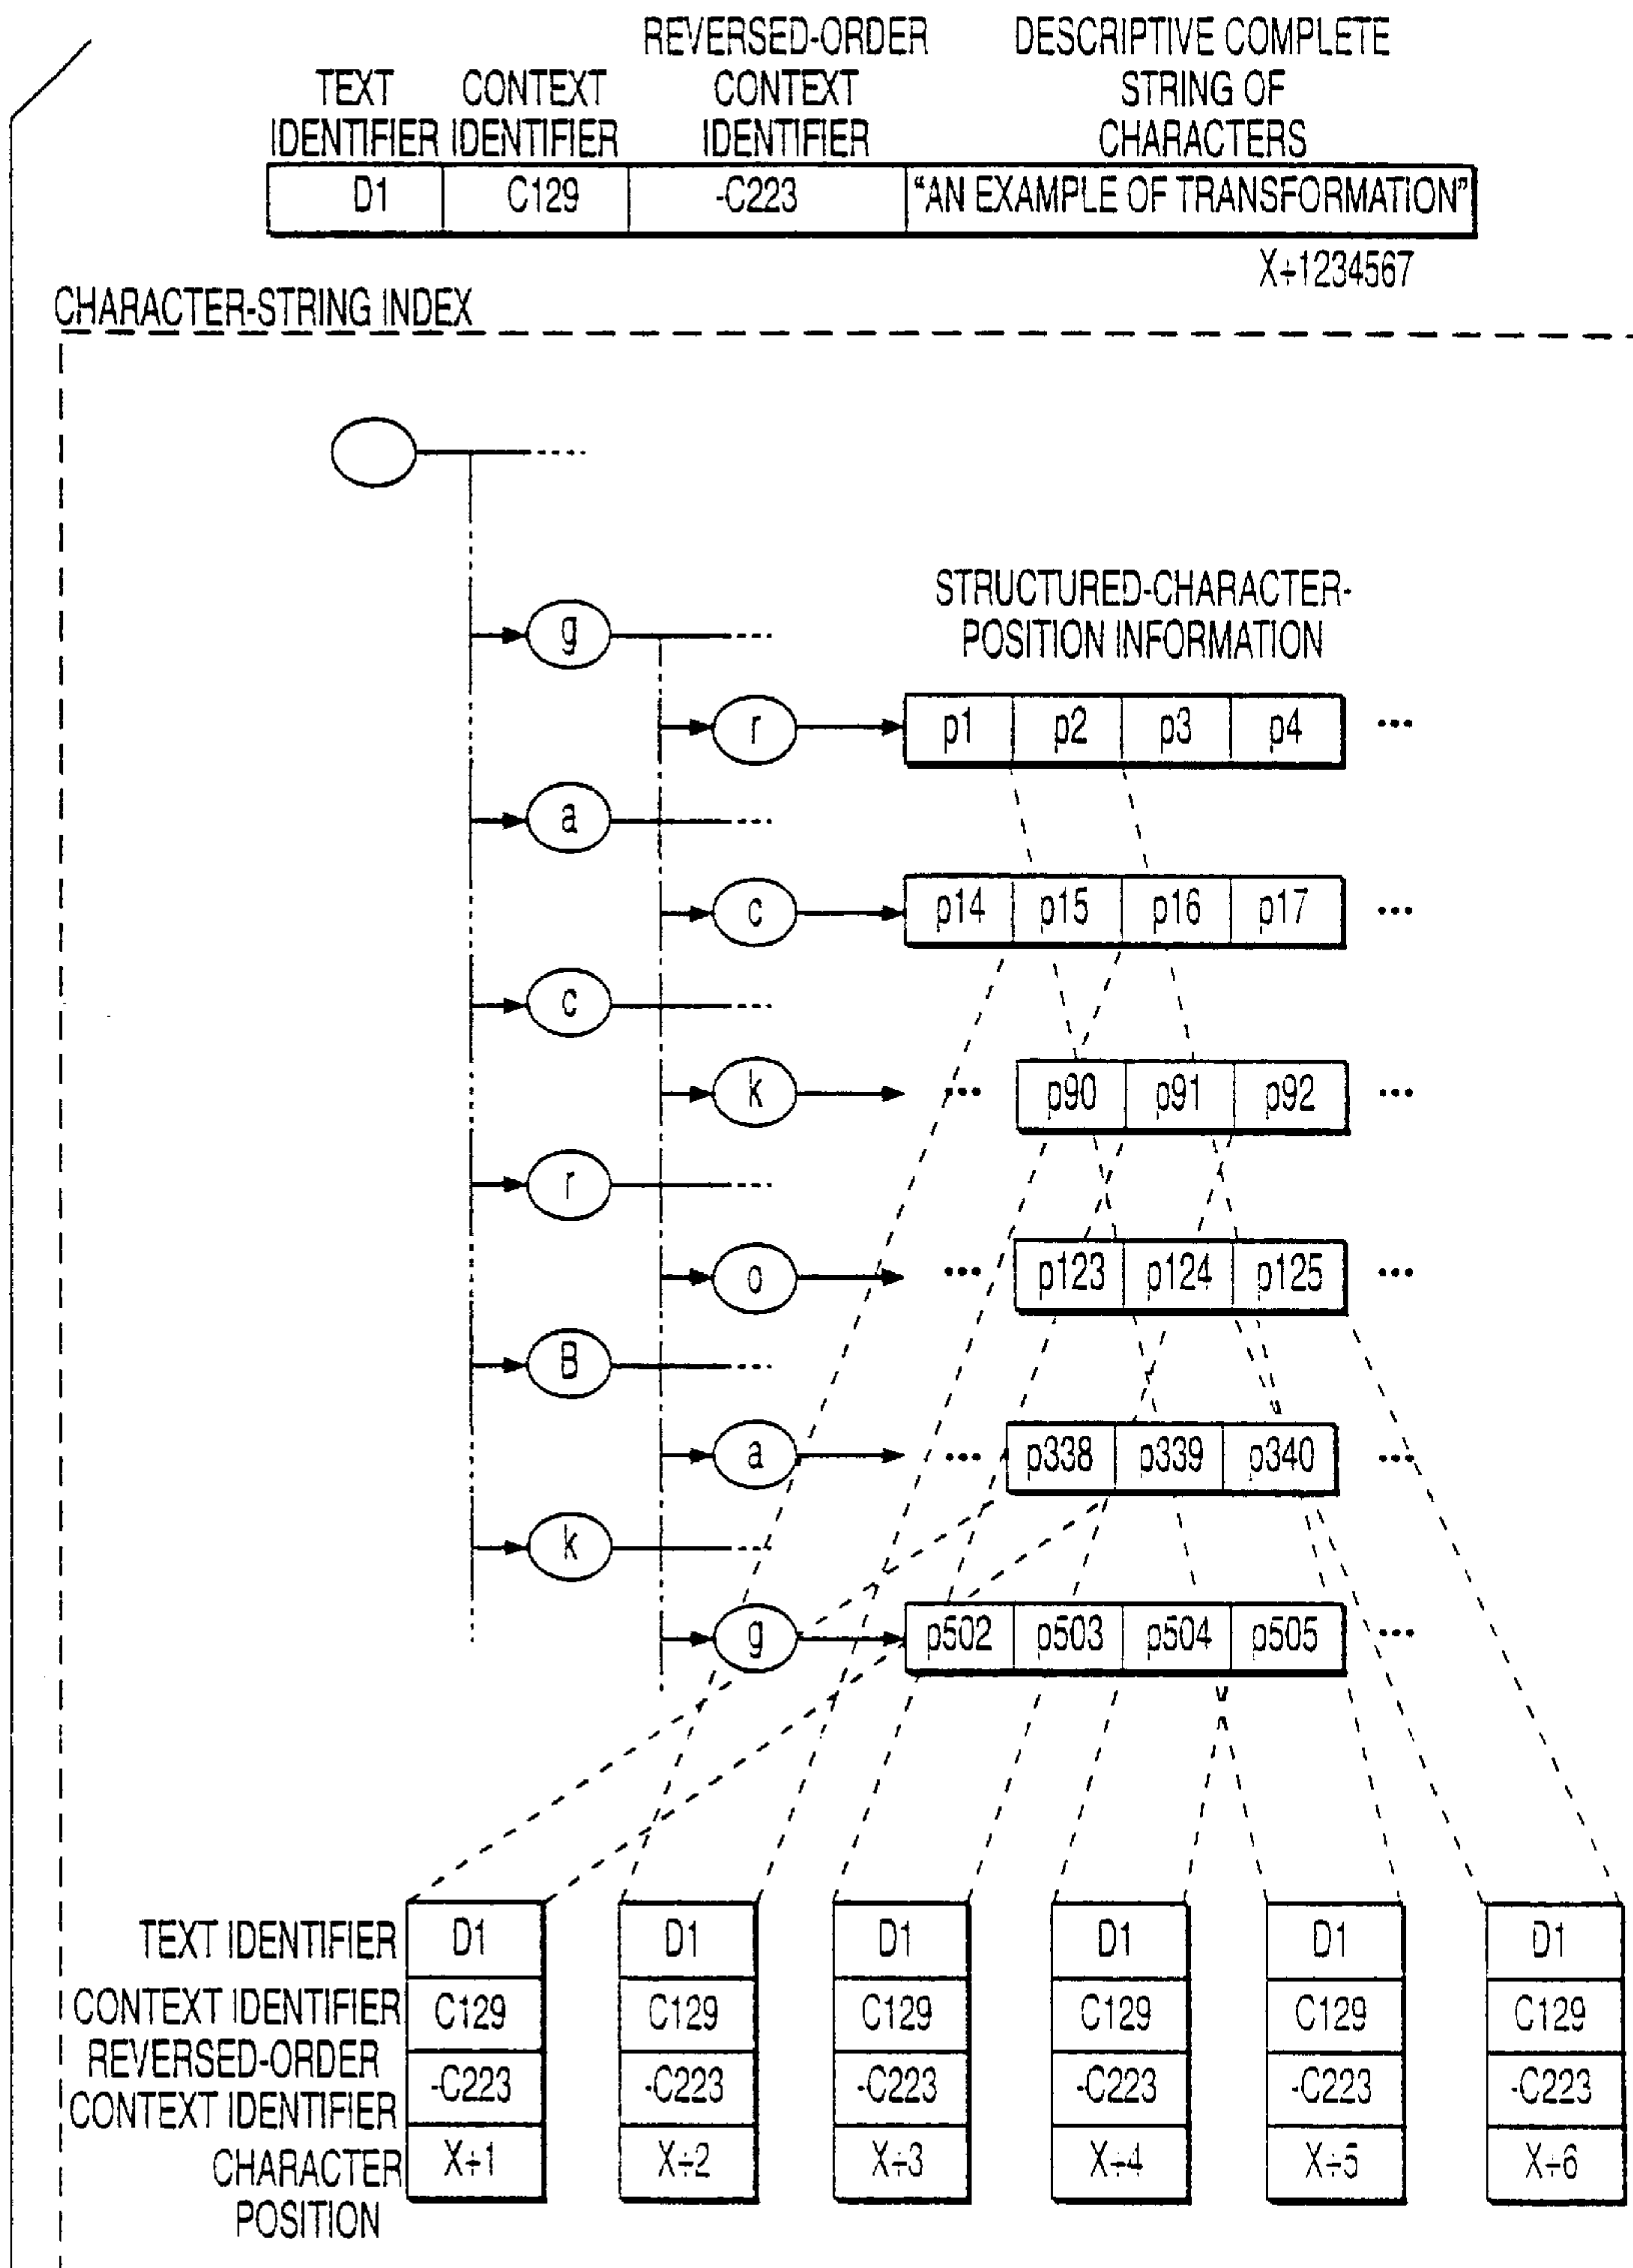 REVERSED-ORDER DESCRIPTIVE COMPLETE
TEXT CONTEXT CONTEXT STRING OF
IDENTIFIER IDENTIFIER IDENTIFIER CHARACTERS
D1 C129 -C223 "AN EXAMPLE OF TRANSFORMATION"
X+1234567
CHARACTER-STRING INDEX
STRUCTURED-CHARACTER-
g POSITION INFORMATION
r p1 p2 p3 p4 ...
a
c p14 p15 p16 p17 ...
c
k ... p90 p91 p92 ...
r
o ... p123 p124 p125 ...
B
a ... p338 p339 p340 ...
k
g p502 p503 p504 p505 ...
TEXT IDENTIFIER D1 D1 D1 D1 D1 D1
CONTEXT IDENTIFIER C129 C129 C129 C129 C129 C129
REVERSED-ORDER
CONTEXT IDENTIFIER -C223 -C223 -C223 -C223 -C223 -C223
CHARACTER X+1 X+2 X+3 X+4 X+5 X+6
POSITION